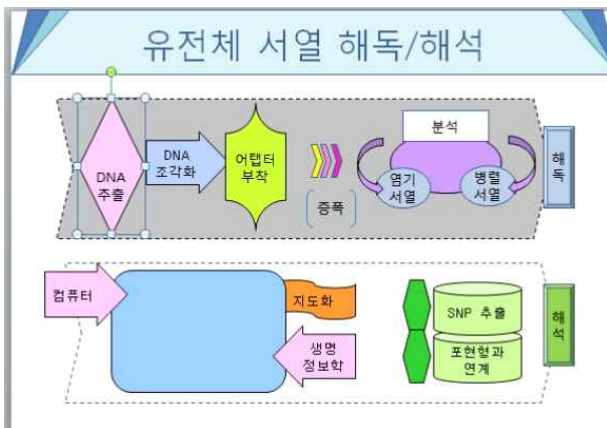 유전체 서열 해독/해석
DNA
추출
DNA
조각화
어탭터
부착
증폭
분석
염기
서열
병렬
서열
해
독
컴퓨터
지도화
생명
정보학
SNP 추출
포현형과
연계
해
석